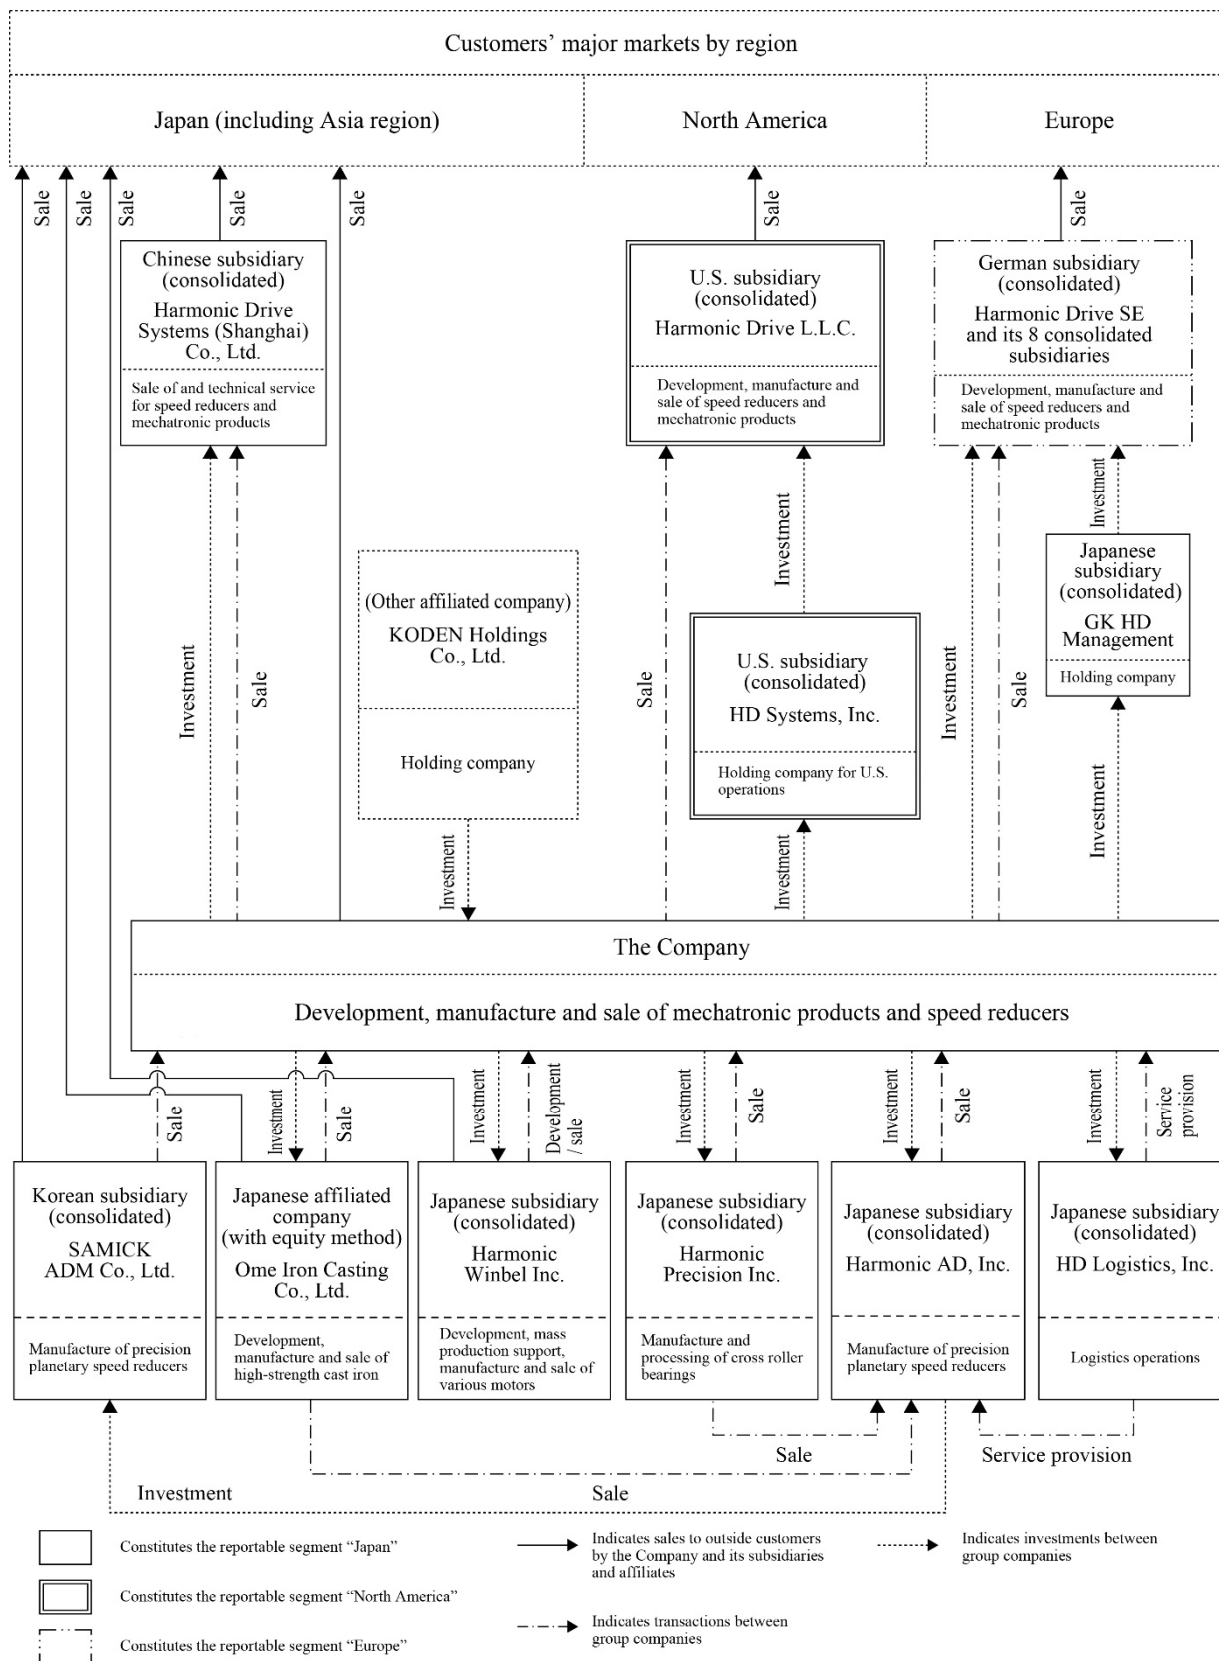 Customers’ major markets by region
Japan (including Asia region)
North America
Europe
Sale
Sale
Sale
Sale
Sale
Sale
Sale
Chinese subsidiary
(consolidated)
Harmonic Drive
Systems (Shanghai)
Co., Ltd.
Sale of and technical service
for speed reducers and
mechatronic products
U.S. subsidiary
(consolidated)
Harmonic Drive L.L.C.
Development, manufacture and
sale of speed reducers and
mechatronic products
German subsidiary
(consolidated)
Harmonic Drive SE
and its 8 consolidated
subsidiaries
Development, manufacture and
sale of speed reducers and
mechatronic products
Investment
Sale
(Other affiliated company)
KODEN Holdings
Co., Ltd.
Holding company
Investment
Sale
Investment
U.S. subsidiary
(consolidated)
HD Systems, Inc.
Holding company for U.S.
operations
Investment
Investment
Sale
Investment
Japanese
subsidiary
(consolidated)
GK HD
Management
Holding company
Investment
The Company
Development, manufacture and sale of mechatronic products and speed reducers
Sale
Investment
Sale
Investment
Development
/ sale
Investment
Sale
Investment
Sale
Investment
Service
provision
Korean subsidiary
(consolidated)
SAMICK
ADM Co., Ltd.
Manufacture of precision
planetary speed reducers
Japanese affiliated
company
(with equity method)
Ome Iron Casting
Co., Ltd.
Development,
manufacture and sale of
high-strength cast iron
Japanese subsidiary
(consolidated)
Harmonic
Winbel Inc.
Development, mass
production support,
manufacture and sale of
various motors
Japanese subsidiary
(consolidated)
Harmonic
Precision Inc.
Manufacture and
processing of cross roller
bearings
Japanese subsidiary
(consolidated)
Harmonic AD, Inc.
Manufacture of precision
planetary speed reducers
Japanese subsidiary
(consolidated)
HD Logistics, Inc.
Logistics operations
Sale
Service provision
Investment
Sale
Constitutes the reportable segment “Japan”
Constitutes the reportable segment “North America”
Constitutes the reportable segment “Europe”
Indicates sales to outside customers
by the Company and its subsidiaries
and affiliates
Indicates transactions between
group companies
Indicates investments between
group companies